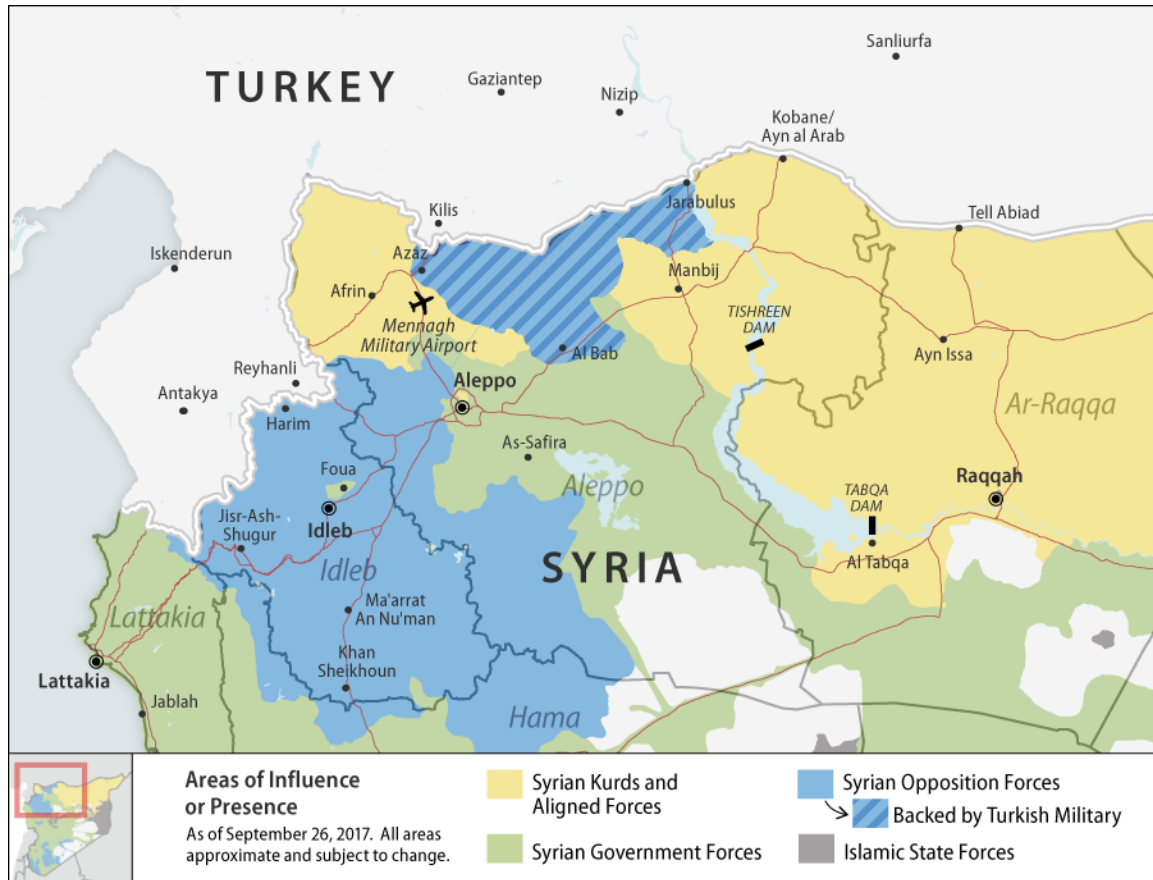 Sanliurfa
TURKEY
Gaziantep
Nizip
Kobane/
Ayn al Arab
Kilis
Jarabulus
Tell Abiad
Iskenderun
Azaz
Afrin
Manbij
Mennagh
Military Airport
TISHREEN
DAM
Al Bab
Ayn Issa
Reyhanli
Antakya
Harim
Aleppo
Ar-Raqqa
As-Safira
Foua
Aleppo
Raqqah
TABQA
DAM
Idleb
Jisr-Ash-
Shugur
Idleb
SYRIA
Al Tabqa
Lattakia
Ma'arrat
An Nu'man
Khan
Sheikhoun
Lattakia
Jablah
Hama
Areas of Influence
or Presence
As of September 26, 2017. All areas
approximate and subject to change.
Syrian Kurds and
Aligned Forces
Syrian Government Forces
Syrian Opposition Forces
Backed by Turkish Military
Islamic State Forces